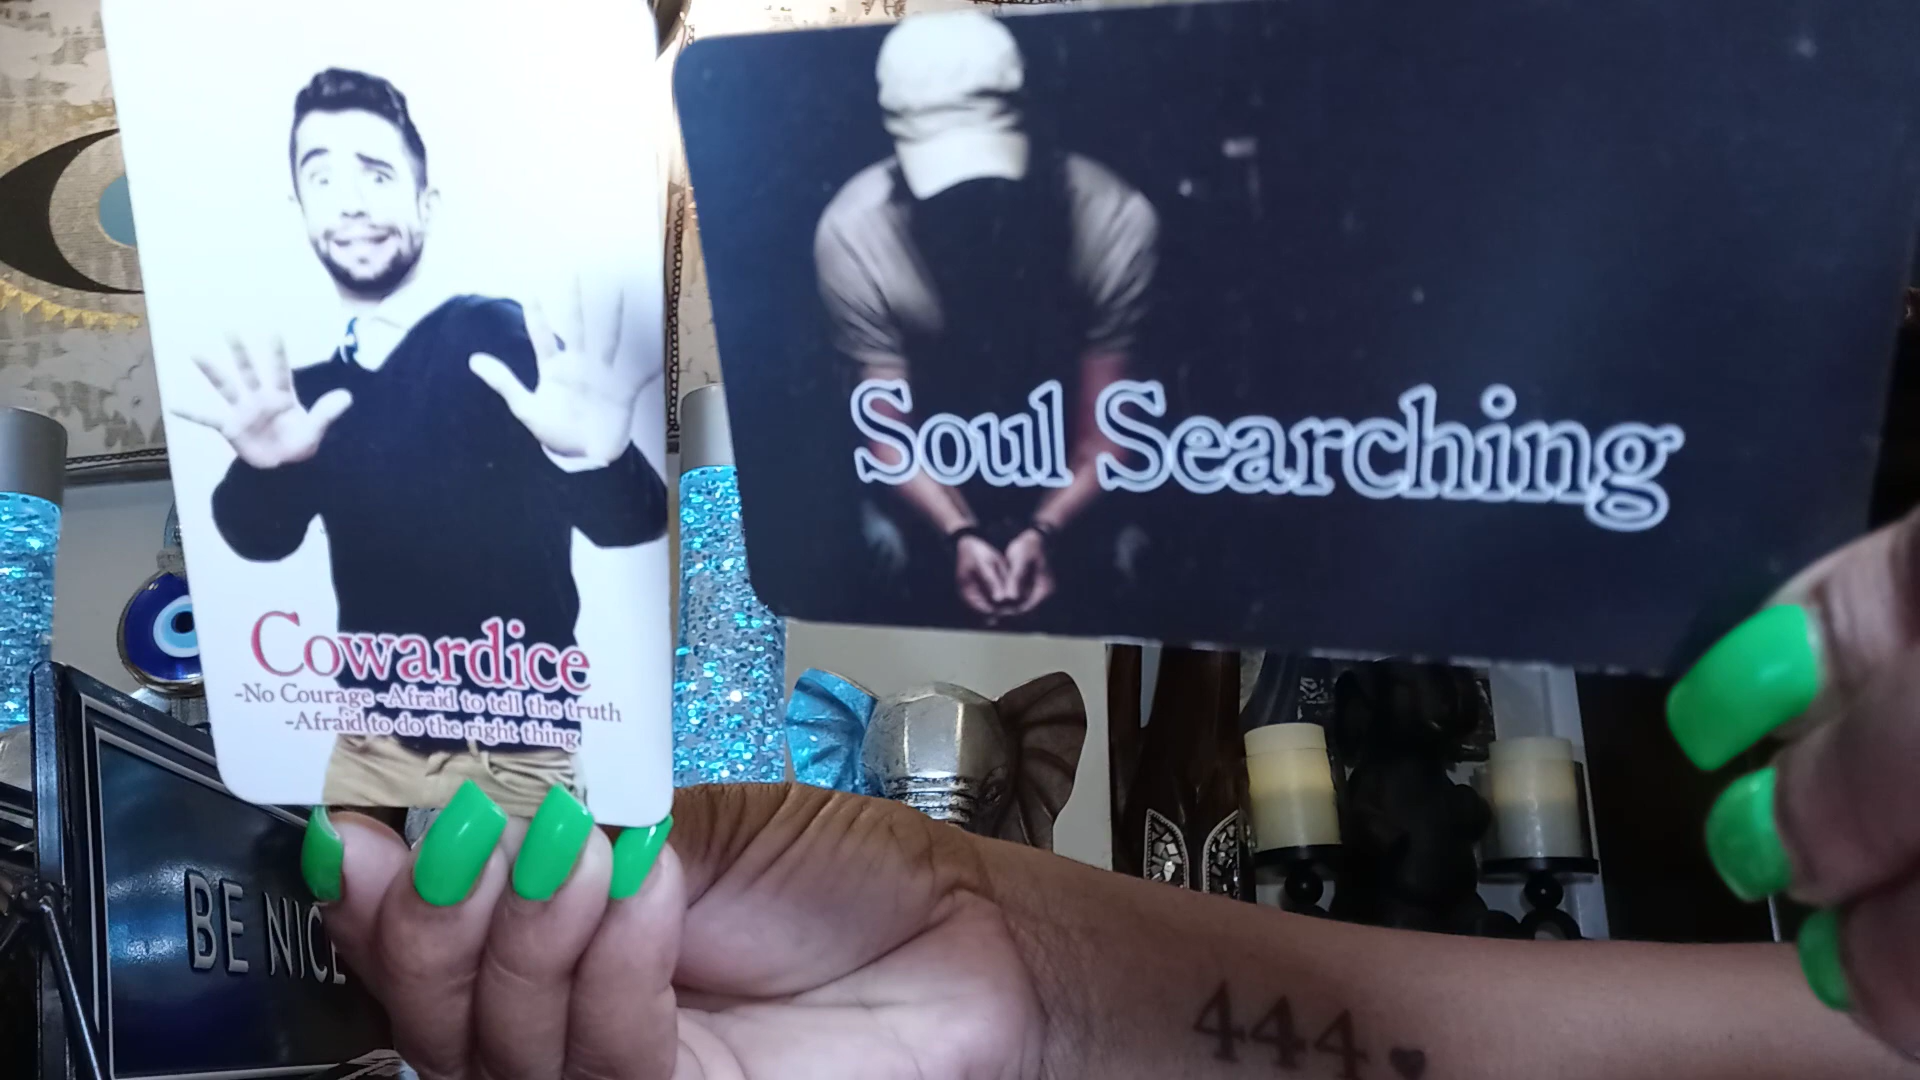 Cowardice
-No Courage -Afraid to tell the truth
-Afraid to do the right thing
Soul Searching
BE NICE
444